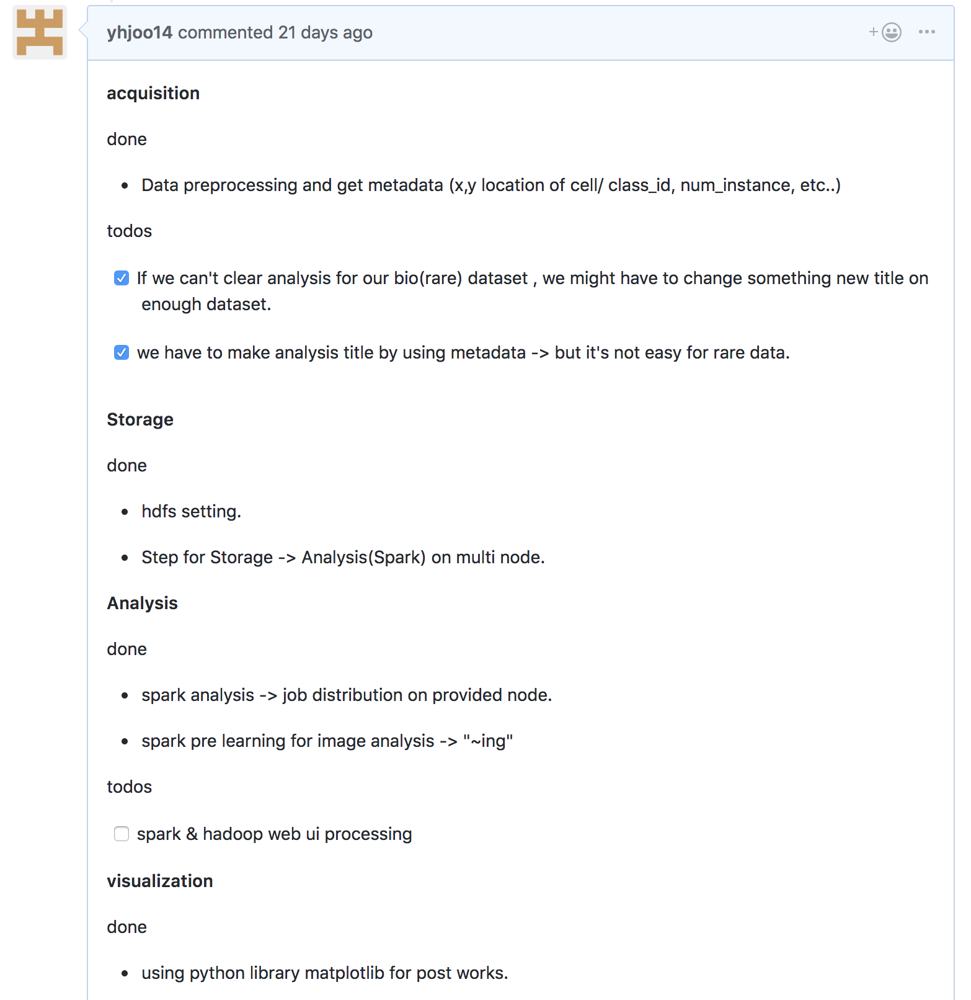 yhjoo14 commented 21 days ago
acquisition
done
Data preprocessing and get metadata (x,y location of cell/ class_id, num_instance, etc..)
todos
If we can't clear analysis for our bio(rare) dataset , we might have to change something new title on
enough dataset.
we have to make analysis title by using metadata -> but it's not easy for rare data.
Storage
done
hdfs setting.
Step for Storage -> Analysis(Spark) on multi node.
Analysis
done
spark analysis -> job distribution on provided node.
spark pre learning for image analysis -> "~ing"
todos
spark & hadoop web ui processing
visualization
done
using python library matplotlib for post works.